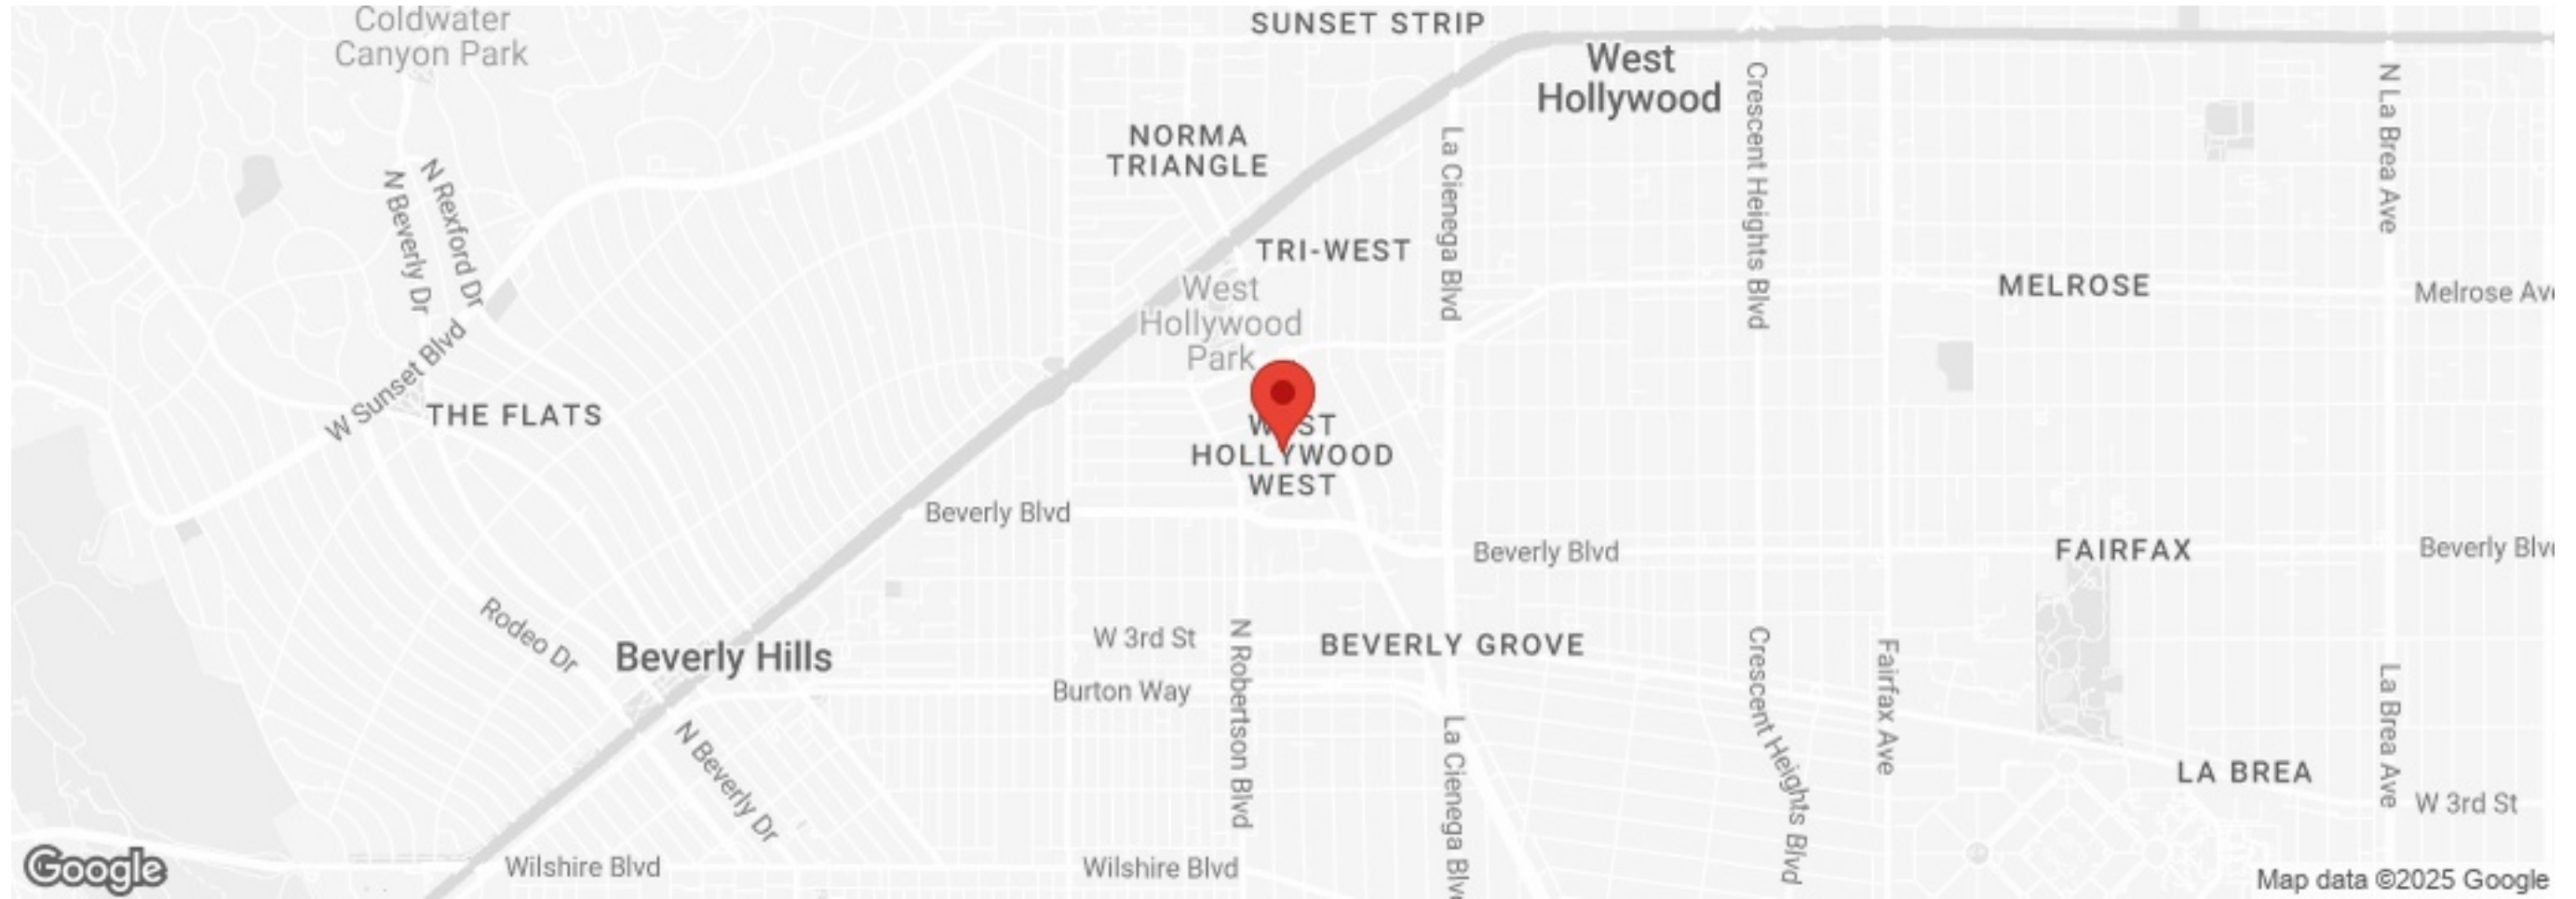 Coldwater
Canyon Park
SUNSET STRIP
West
Hollywood
Crescent Heights Blvd
N La Brea Ave
NORMA
TRIANGLE
La Cienega Blvd
N Rexford Dr
N Beverly Dr
TRI-WEST
West
Hollywood
Park
MELROSE
Melrose Av
W Sunset Blvd
THE FLATS
W ST
HOLLYWOOD
WEST
Beverly Blvd
Beverly Blvd
FAIRFAX
Beverly Blv
Rodeo Dr
Beverly Hills
W 3rd St
Burton Way
N Robertson Blvd
BEVERLY GROVE
Crescent Heights Blvd
Fairfax Ave
La Brea Ave
N Beverly Dr
La Cienega Blv
LA BREA
W 3rd St
Wilshire Blvd
Wilshire Blvd
Google
Map data ©2025 Google